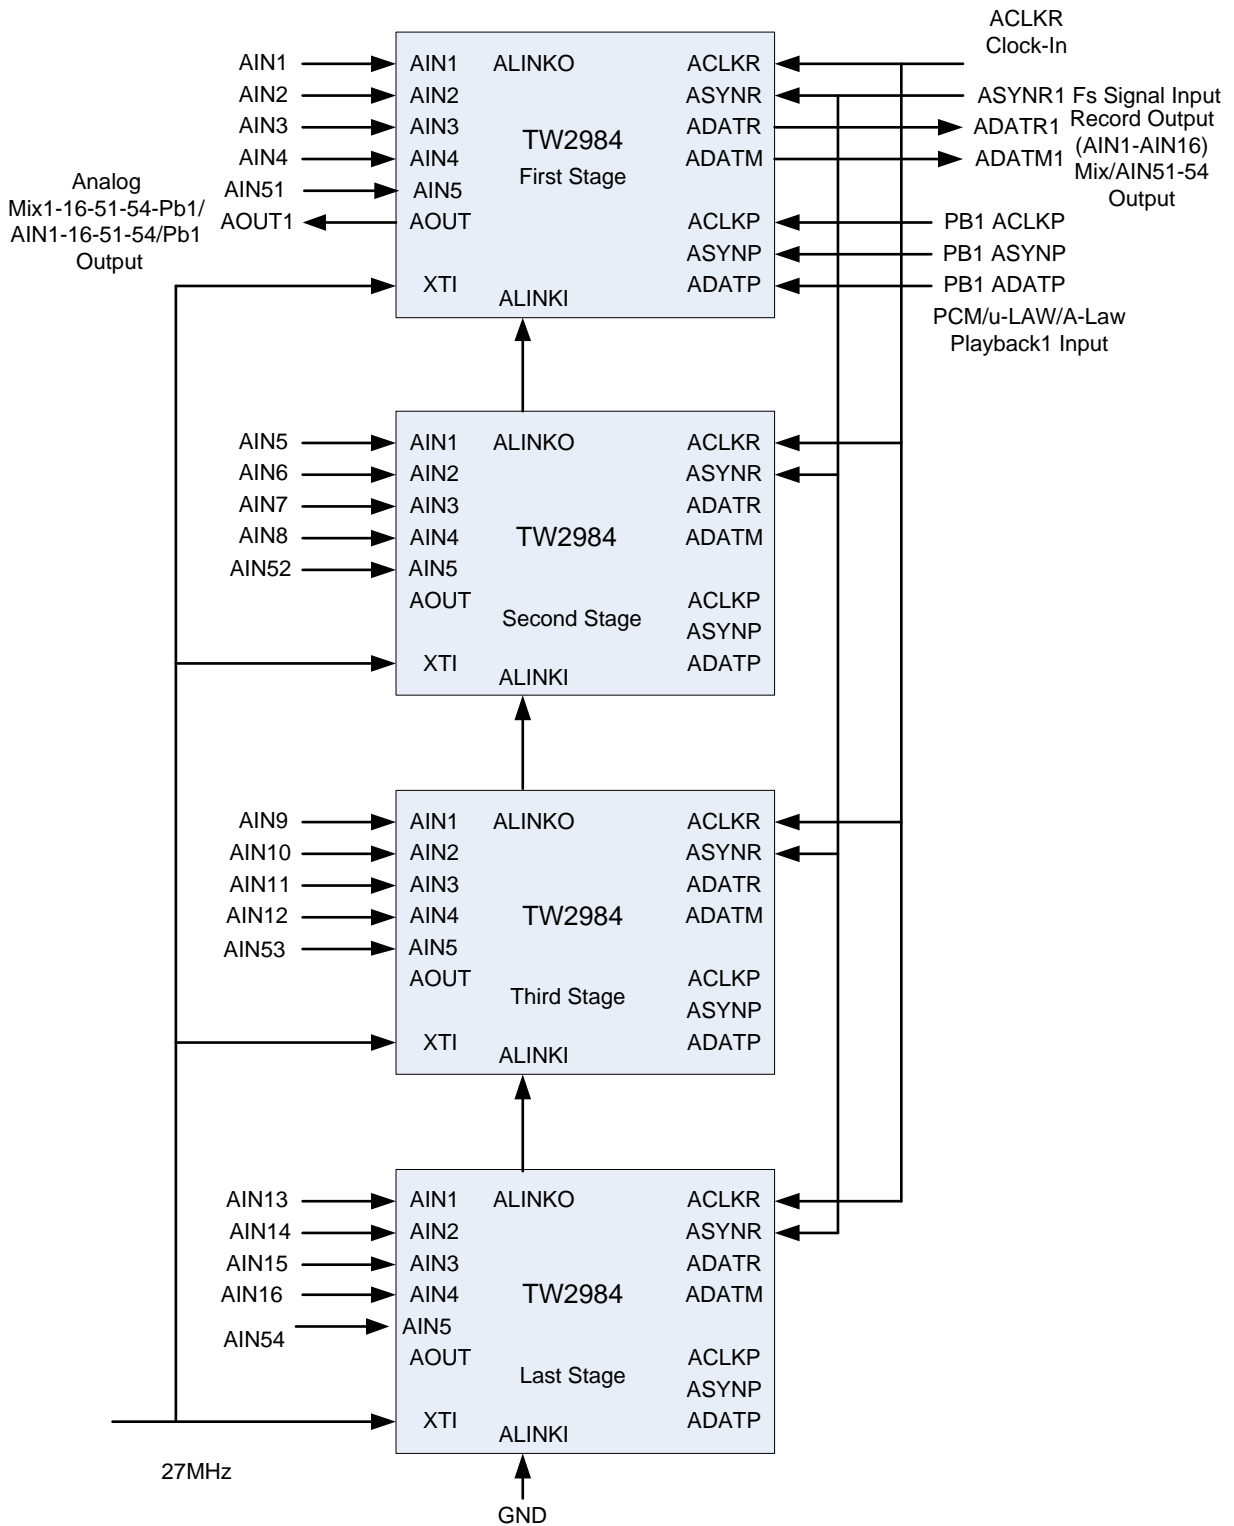 ACLKR
Clock-In
AIN1 AIN1 ALINKO ACLKR
AIN2 AIN2 ASYNR ASYNR1 Fs Signal Input
AIN3 AIN3 ADATR ADATR1 Record Output
TW2984
(AIN1-AIN16)
AIN4 AIN4 ADATM ADATM1 Mix/AIN51-54
Output
First Stage
Analog
Mix1-16-51-54-Pb1/
AIN1-16-51-54/Pb1
Output
AIN51 AIN5
AOUT1 AOUT ACLKP PB1 ACLKP
ASYNP PB1 ASYNP
XTI ADATP PB1 ADATP
ALINKI
PCM/u-LAW/A-Law
Playback1 Input
AIN5 AIN1 ALINKO ACLKR
AIN6 AIN2 ASYNR
AIN7 AIN3 ADATR
AIN8 AIN4 TW2984 ADATM
AIN52 AIN5
AOUT ACLKP
Second Stage
ASYNP
XTI ADATP
ALINKI
AIN9 AIN1 ALINKO ACLKR
AIN10 AIN2 ASYNR
AIN11 AIN3 ADATR
AIN12 AIN4 TW2984 ADATM
AIN53 AIN5
AOUT ACLKP
Third Stage
ASYNP
XTI ADATP
ALINKI
AIN13 AIN1 ALINKO ACLKR
AIN14 AIN2 ASYNR
AIN15 AIN3 ADATR
AIN16 AIN4 TW2984 ADATM
AIN54 AIN5
AOUT ACLKP
Last Stage
ASYNP
XTI ADATP
ALINKI
27MHz
GND